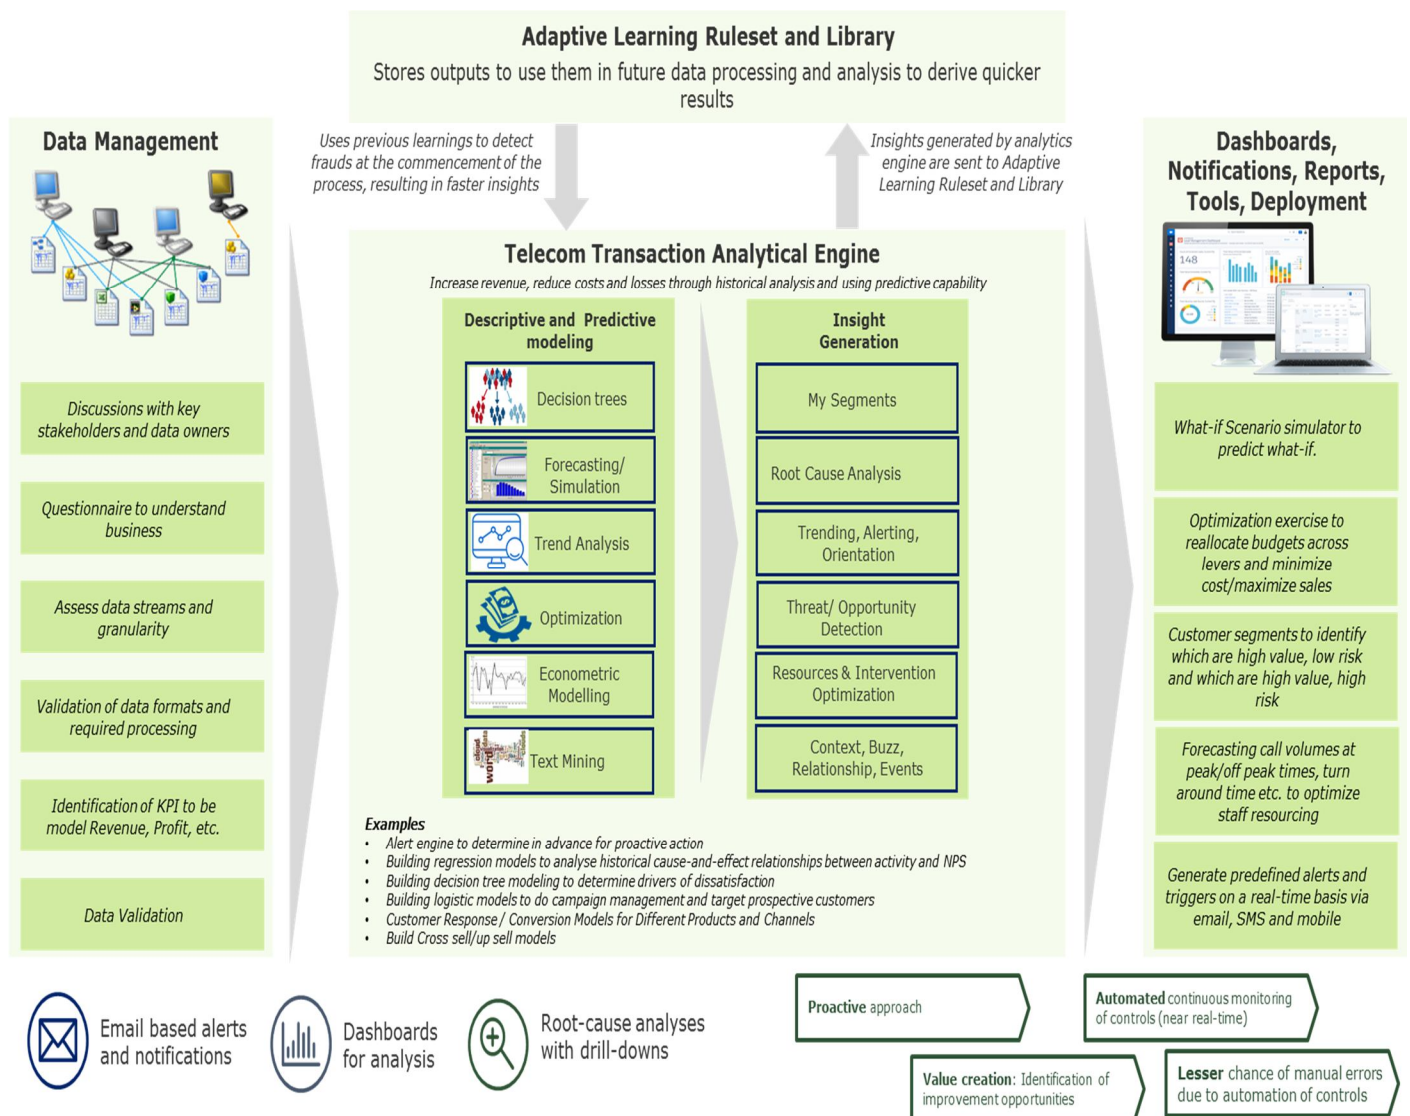 Adaptive Learning Ruleset and Library
Stores outputs to use them in future data processing and analysis to derive quicker
results
Uses previous learnings to detect
frauds at the commencement of the
process, resulting in faster insights
Insights generated by analytics
engine are sent to Adaptive
Learning Ruleset and Library
Data Management
Discussions with key
stakeholders and data owners
Questionnaire to understand
business
Assess data streams and
granularity
Validation of data formats and
required processing
Identification of KPI to be
model Revenue, Profit, etc.
Data Validation
Telecom Transaction Analytical Engine
Increase revenue, reduce costs and losses through historical analysis and using predictive capability
Descriptive and Predictive
modeling
Decision trees
Forecasting/
Simulation
Trend Analysis
Optimization
Econometric
Modelling
word
data
Text Mining
Insight
Generation
My Segments
Root Cause Analysis
Trending, Alerting,
Orientation
Threat/ Opportunity
Detection
Resources & Intervention
Optimization
Context, Buzz,
Relationship, Events
Examples
• Alert engine to determine in advance for proactive action
• Building regression models to analyse historical cause-and-effect relationships between activity and NPS
• Building decision tree modeling to determine drivers of dissatisfaction
• Building logistic models to do campaign management and target prospective customers
• Customer Response / Conversion Models for Different Products and Channels
• Build Cross sell/up sell models
Dashboards,
Notifications, Reports,
Tools, Deployment
148
What-if Scenario simulator to
predict what-if.
Optimization exercise to
reallocate budgets across
levers and minimize
cost/maximize sales
Customer segments to identify
which are high value, low risk
and which are high value, high
risk
Forecasting call volumes at
peak/off peak times, turn
around time etc. to optimize
staff resourcing
Generate predefined alerts and
triggers on a real-time basis via
email, SMS and mobile
Email based alerts
and notifications
Dashboards
for analysis
Root-cause analyses
with drill-downs
Proactive approach
Automated continuous monitoring
of controls (near real-time)
Value creation: Identification of
improvement opportunities
Lesser chance of manual errors
due to automation of controls